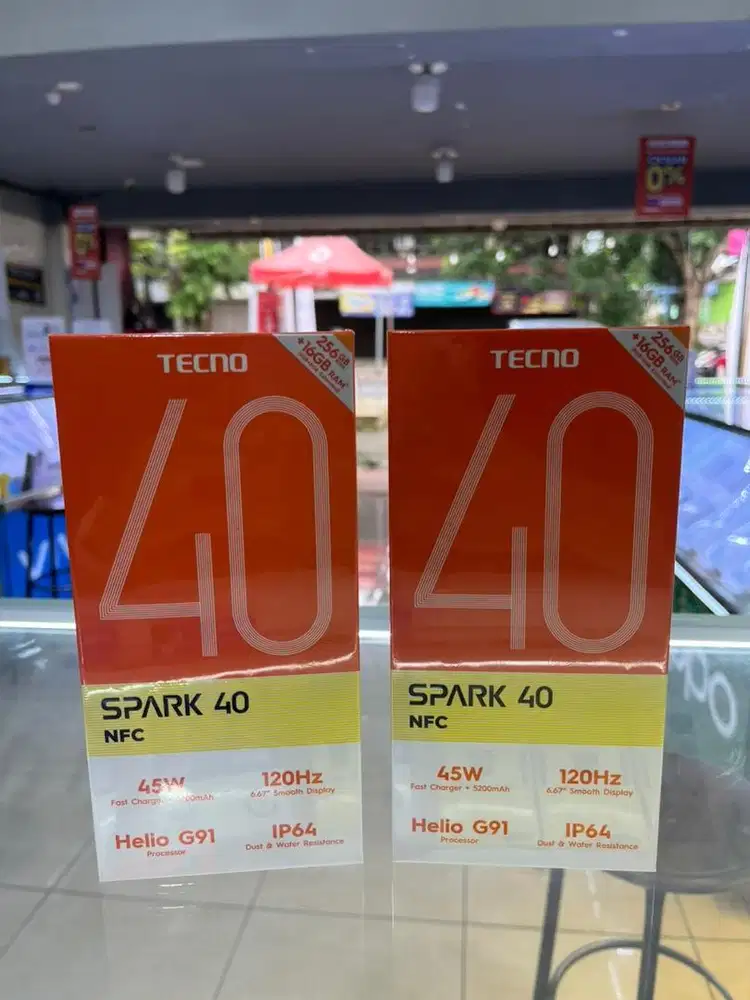 TECNO
256GB
+16GB RAM*
40
SPARK 40
NFC
45W
Fast Charger +
120Hz
6.67" Smooth Display
Helio G91
Processor
IP64
Dust & Water Resistance
TECNO
256GB
+16GB RAM*
40
SPARK 40
NFC
45W
Fast Charger + 5200mAh
120Hz
6.67" Smooth Display
Helio G91
Processor
IP64
Dust & Water Resistance
0%